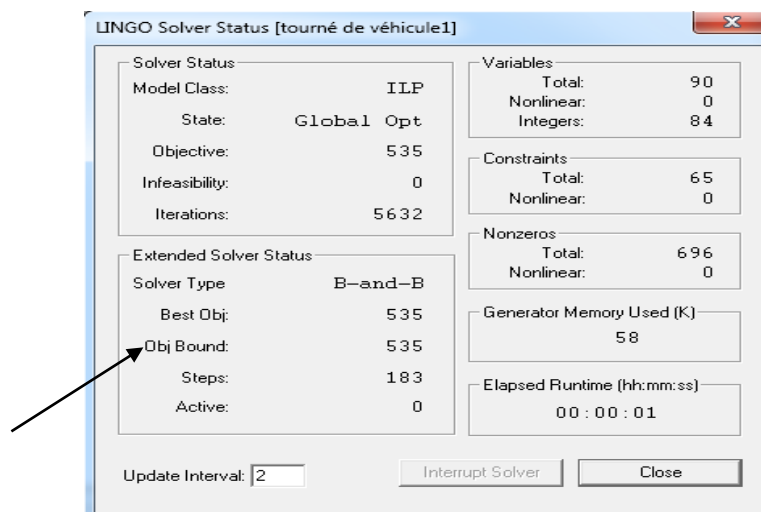 LINGO Solver Status [tourné de véhicule1]
Solver Status
Model Class: ILP
State: Global Opt
Objective: 535
Infeasibility: 0
Iterations: 5632
Extended Solver Status
Solver Type B-and-B
Best Obj: 535
Obj Bound: 535
Steps: 183
Active: 0
Update Interval: 2
Variables
Total: 90
Nonlinear: 0
Integers: 84
Constraints
Total: 65
Nonlinear: 0
Nonzeros
Total: 696
Nonlinear: 0
Generator Memory Used (K)
58
Elapsed Runtime (hh:mm:ss)
00:00:01
Interrupt Solver
Close